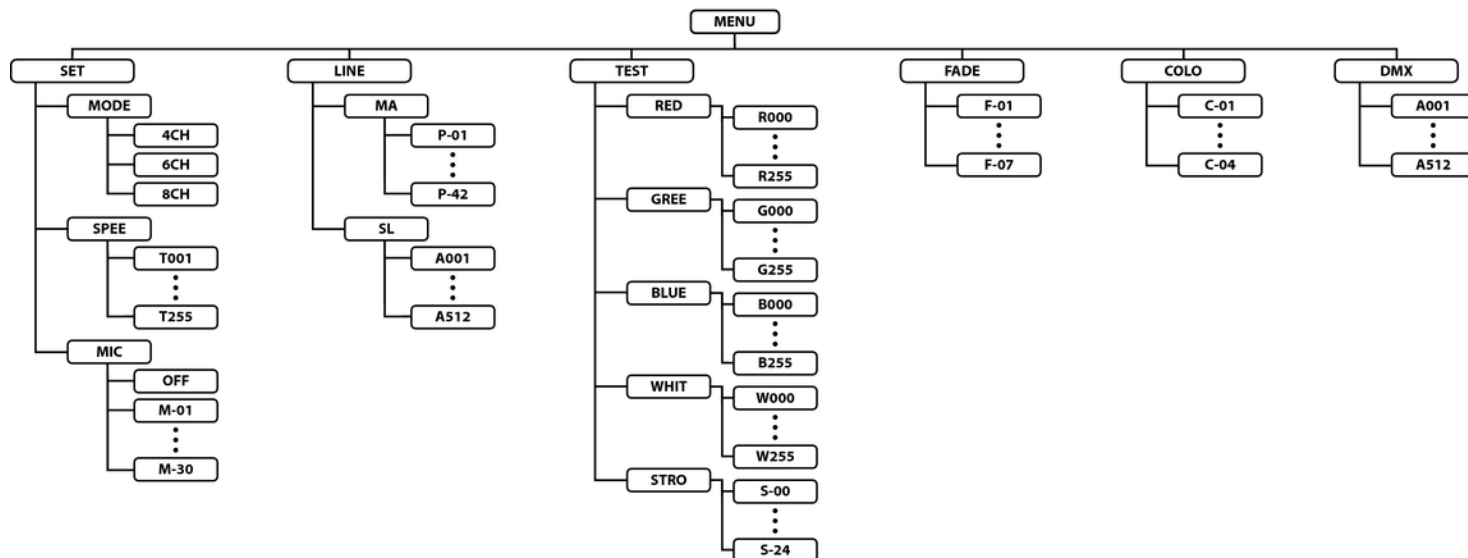 MENU
SET
MODE
4CH
6CH
8CH
SPEE
T001
T255
MIC
OFF
M-01
M-30
LINE
MA
P-01
P-42
SL
A001
A512
TEST
RED
R000
R255
GREE
G000
G255
BLUE
B000
B255
WHIT
W000
W255
STRO
S-00
S-24
FADE
F-01
F-07
COLO
C-01
C-04
DMX
A001
A512